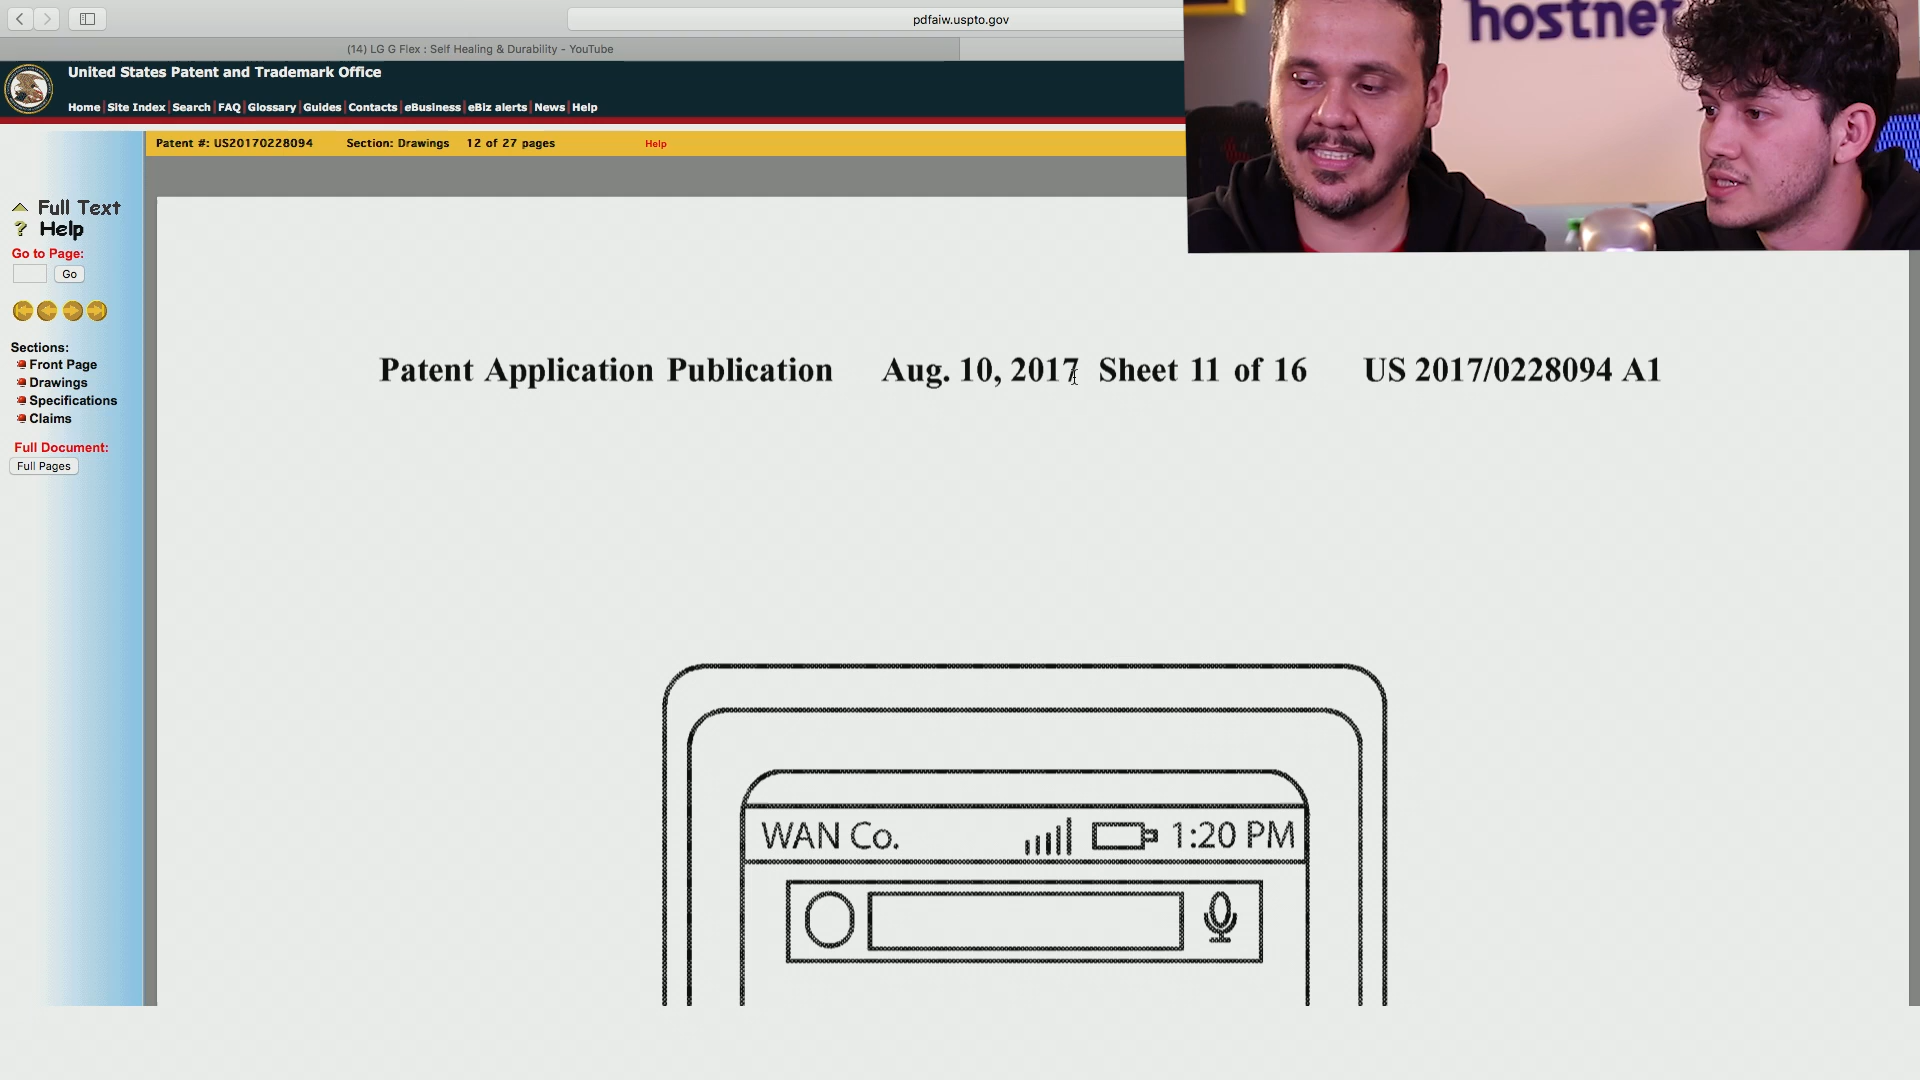 pdfaiw.uspto.gov
(14) LG G Flex : Self Healing & Durability - YouTube
hostnet
United States Patent and Trademark Office
Home Site Index Search FAQ Glossary Guides Contacts eBusiness eBiz alerts News Help
Patent #: US20170228094 Section: Drawings 12 of 27 pages Help
Full Text
? Help
Go to Page:
Go
Sections:
Front Page
Drawings
Specifications
Claims
Full Document:
Full Pages
Patent Application Publication Aug. 10, 2017 Sheet 11 of 16 US 2017/0228094 A1
WAN Co. 1:20 PM